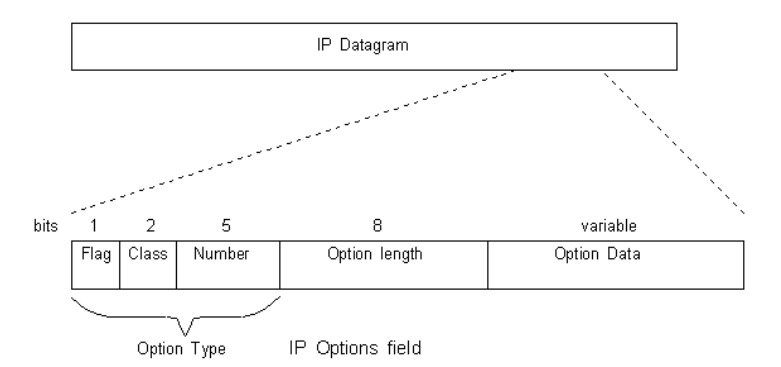 IP Datagram
bits 1 2 5 8 variable
Flag Class Number Option length Option Data
Option Type IP Options field